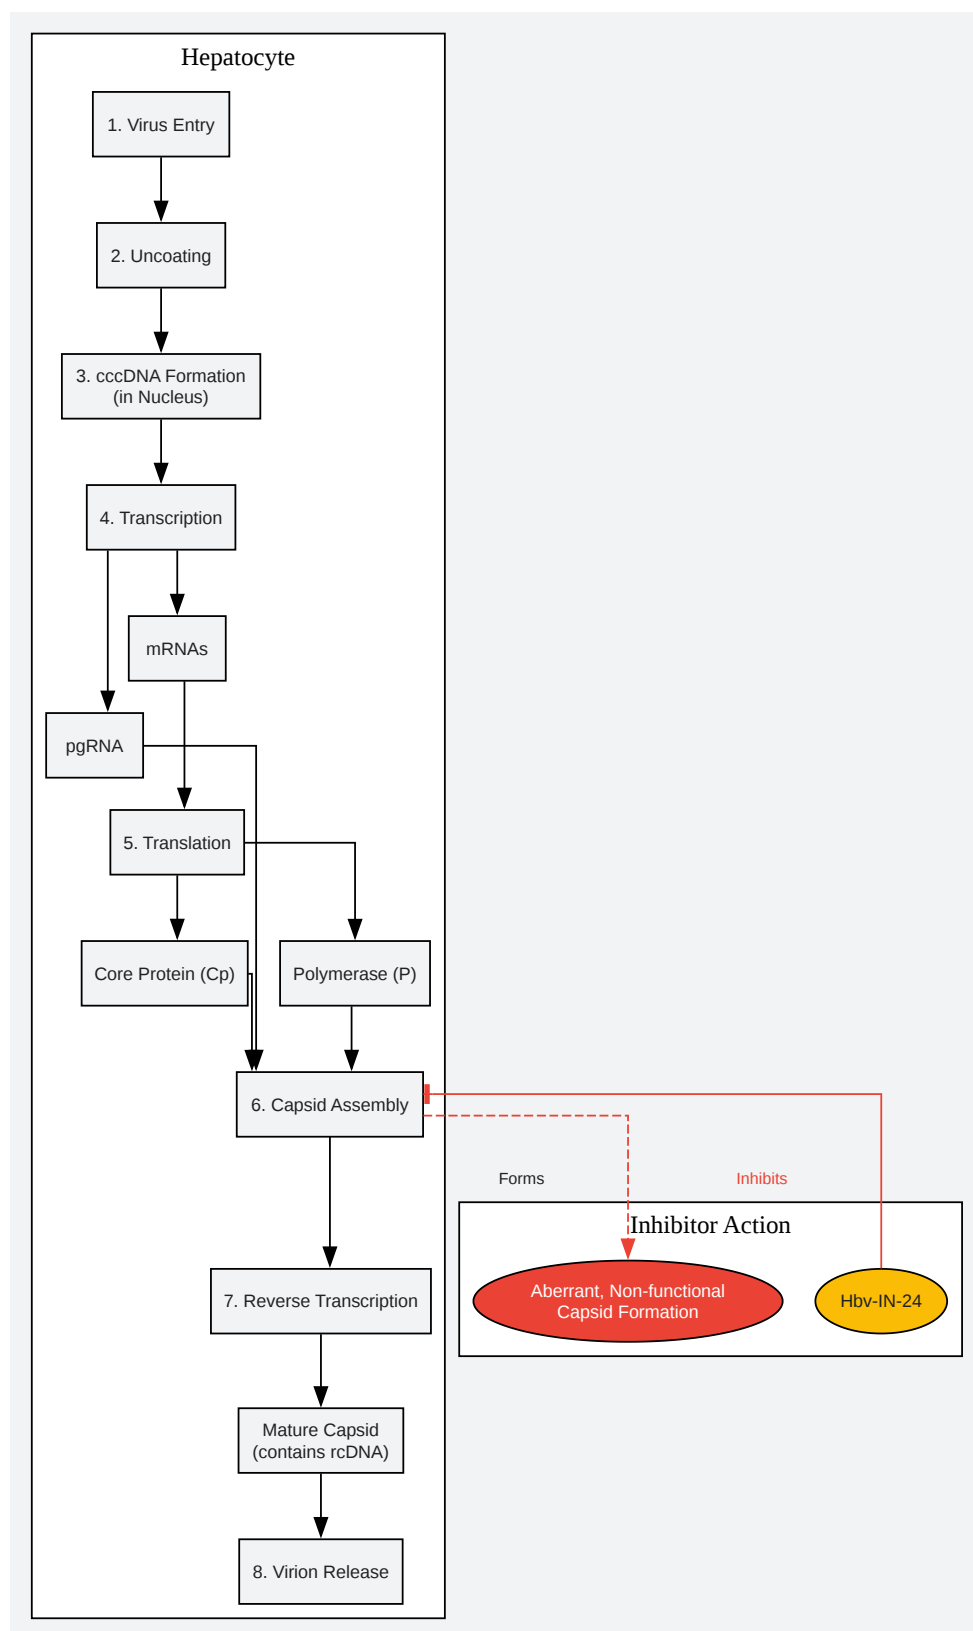 Hepatocyte
1. Virus Entry
2. Uncoating
3. cccDNA Formation
(in Nucleus)
4. Transcription
mRNAs
pgRNA
5. Translation
Core Protein (Cp)
Polymerase (P)
6. Capsid Assembly
Forms
Inhibits
Inhibitor Action
Aberrant, Non-functional
Capsid Formation
Hbv-IN-24
7. Reverse Transcription
Mature Capsid
(contains rcDNA)
8. Virion Release